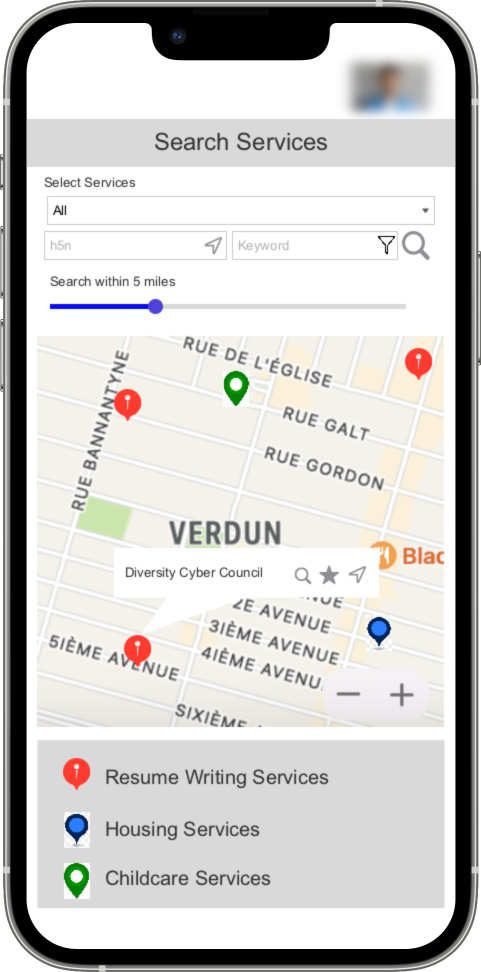 Search Services
Select Services
All
h5n
Keyword
Search within 5 miles
RUE DE L'ÉGLISE
RUE BANNANTYNE
RUE GALT
RUE GORDON
VERDUN
Blac
Diversity Cyber Council
2E AVENUE
3IÈME AVENUE
4IÈME AVENU
5IÈME AVENUE
SIXIÈME
Resume Writing Services
Housing Services
Childcare Services